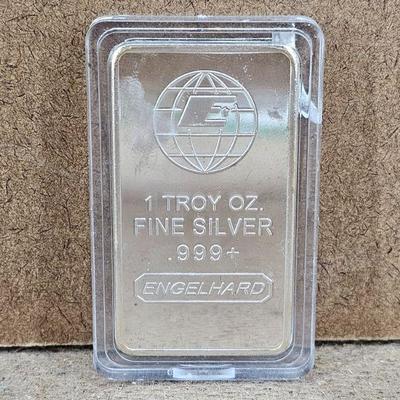 E
1 TROY OZ.
FINE SILVER
.999+
ENGELHARD